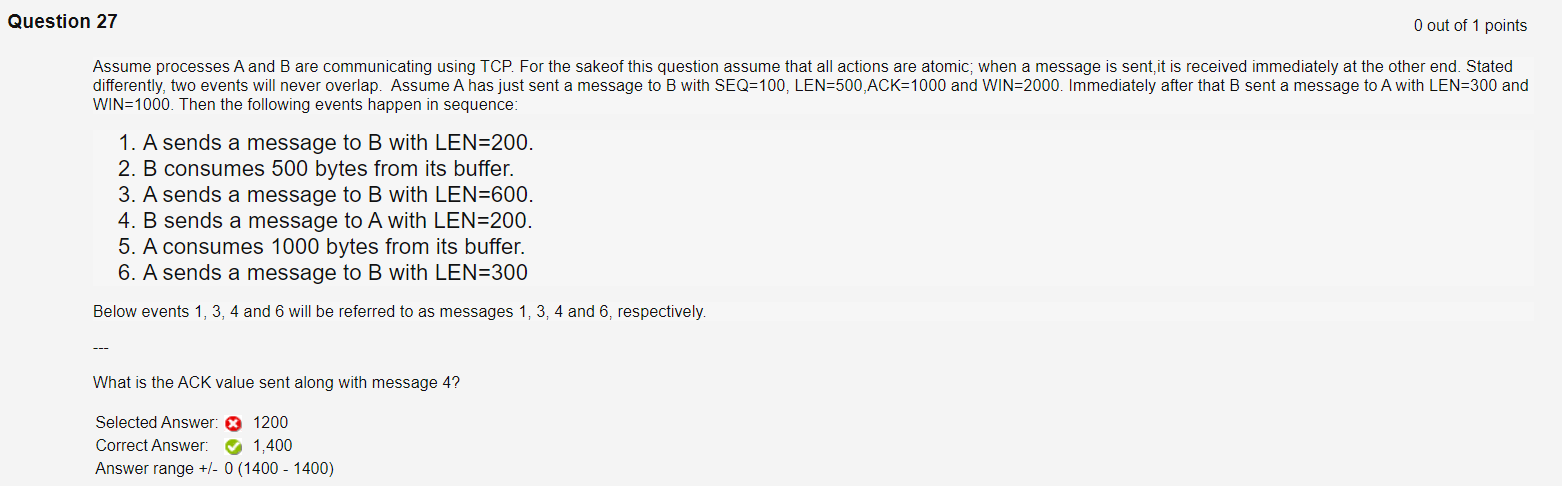 Question 27
0 out of 1 points
Assume processes A and B are communicating using TCP. For the sakeof this question assume that all actions are atomic; when a message is sent,it is received immediately at the other end. Stated
differently, two events will never overlap.  Assume A has just sent a message to B with SEQ=100, LEN=500,ACK=1000 and WIN=2000. Immediately after that B sent a message to A with LEN=300 and
WIN=1000. Then the following events happen in sequence:
1. A sends a message to B with LEN=200.
2. B consumes 500 bytes from its buffer.
3. A sends a message to B with LEN=600.
4. B sends a message to A with LEN=200.
5. A consumes 1000 bytes from its buffer.
6. A sends a message to B with LEN=300
Below events 1, 3, 4 and 6 will be referred to as messages 1, 3, 4 and 6, respectively.
---
What is the ACK value sent along with message 4?
Selected Answer: 1200
Correct Answer: 1,400
Answer range +/- 0 (1400 - 1400)